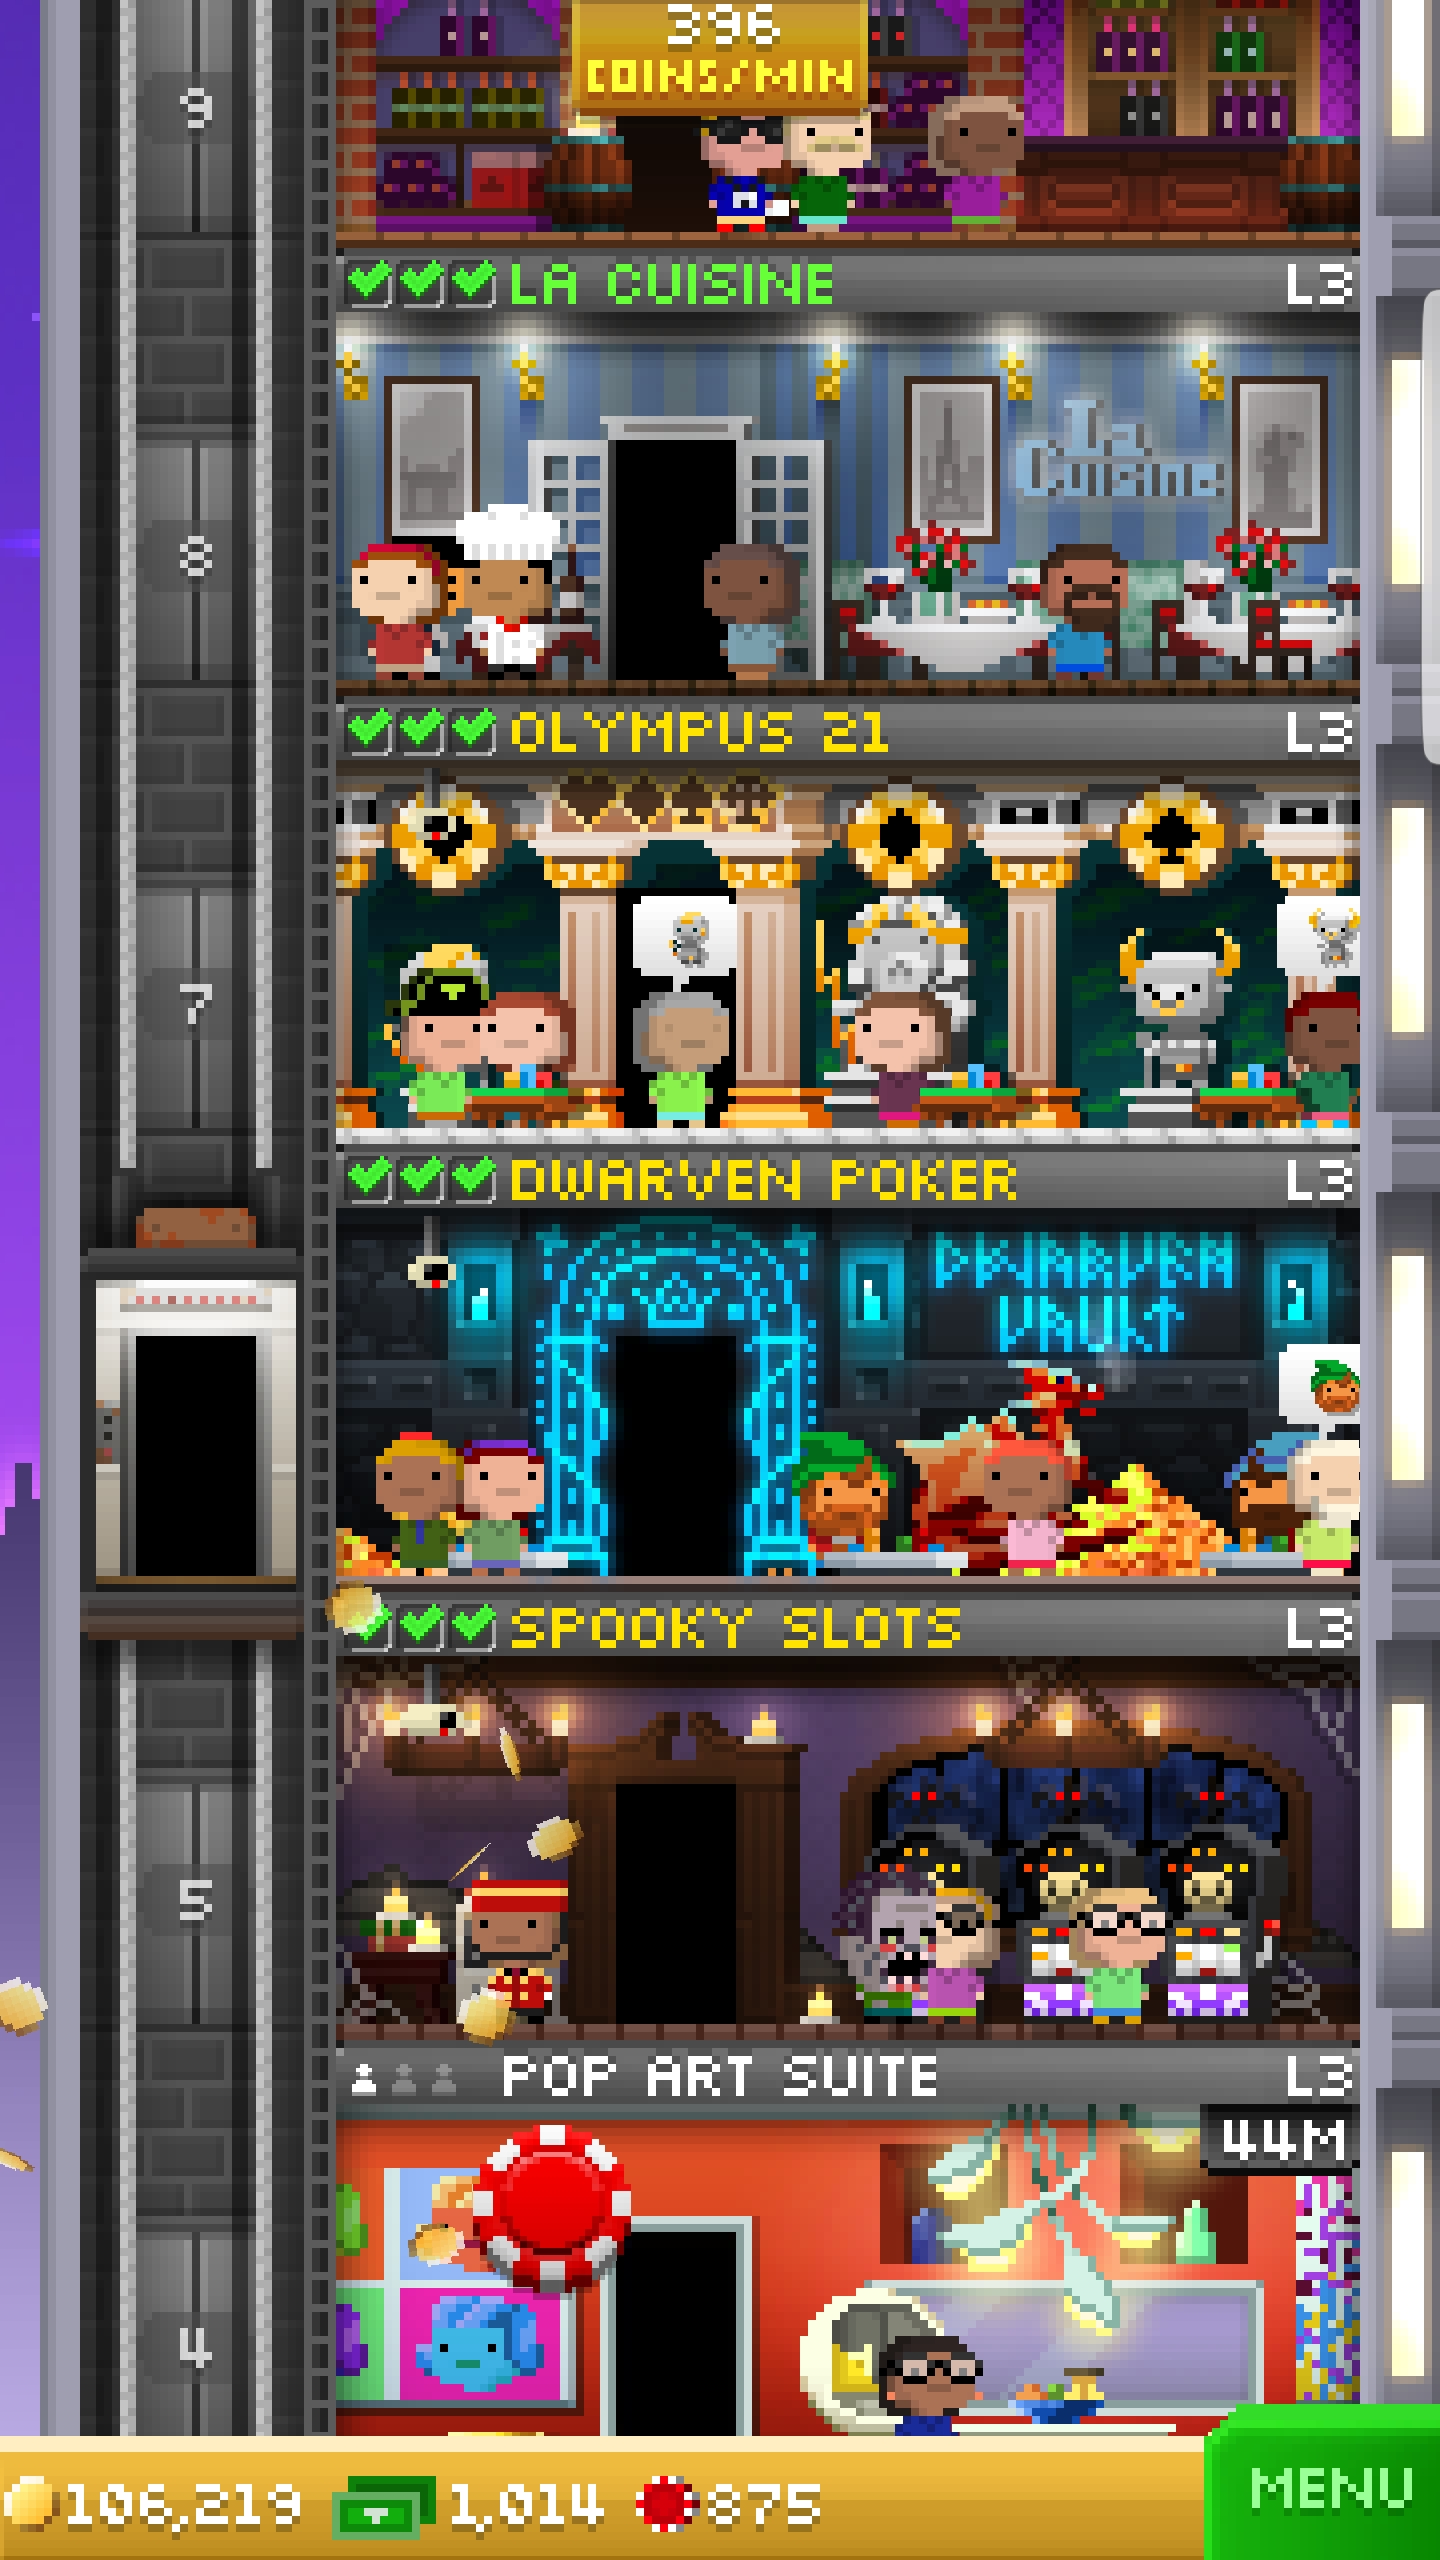 396
COINS/MIN
9
LA CUISINE L3
La
Cuisine
8
OLYMPUS 21 L3
7
DWARVEN POKER L3
DWARVEN
VAULT
SPOOKY SLOTS L3
5
POP ART SUITE L3
44M
4
106,219 1,014 875
MENU